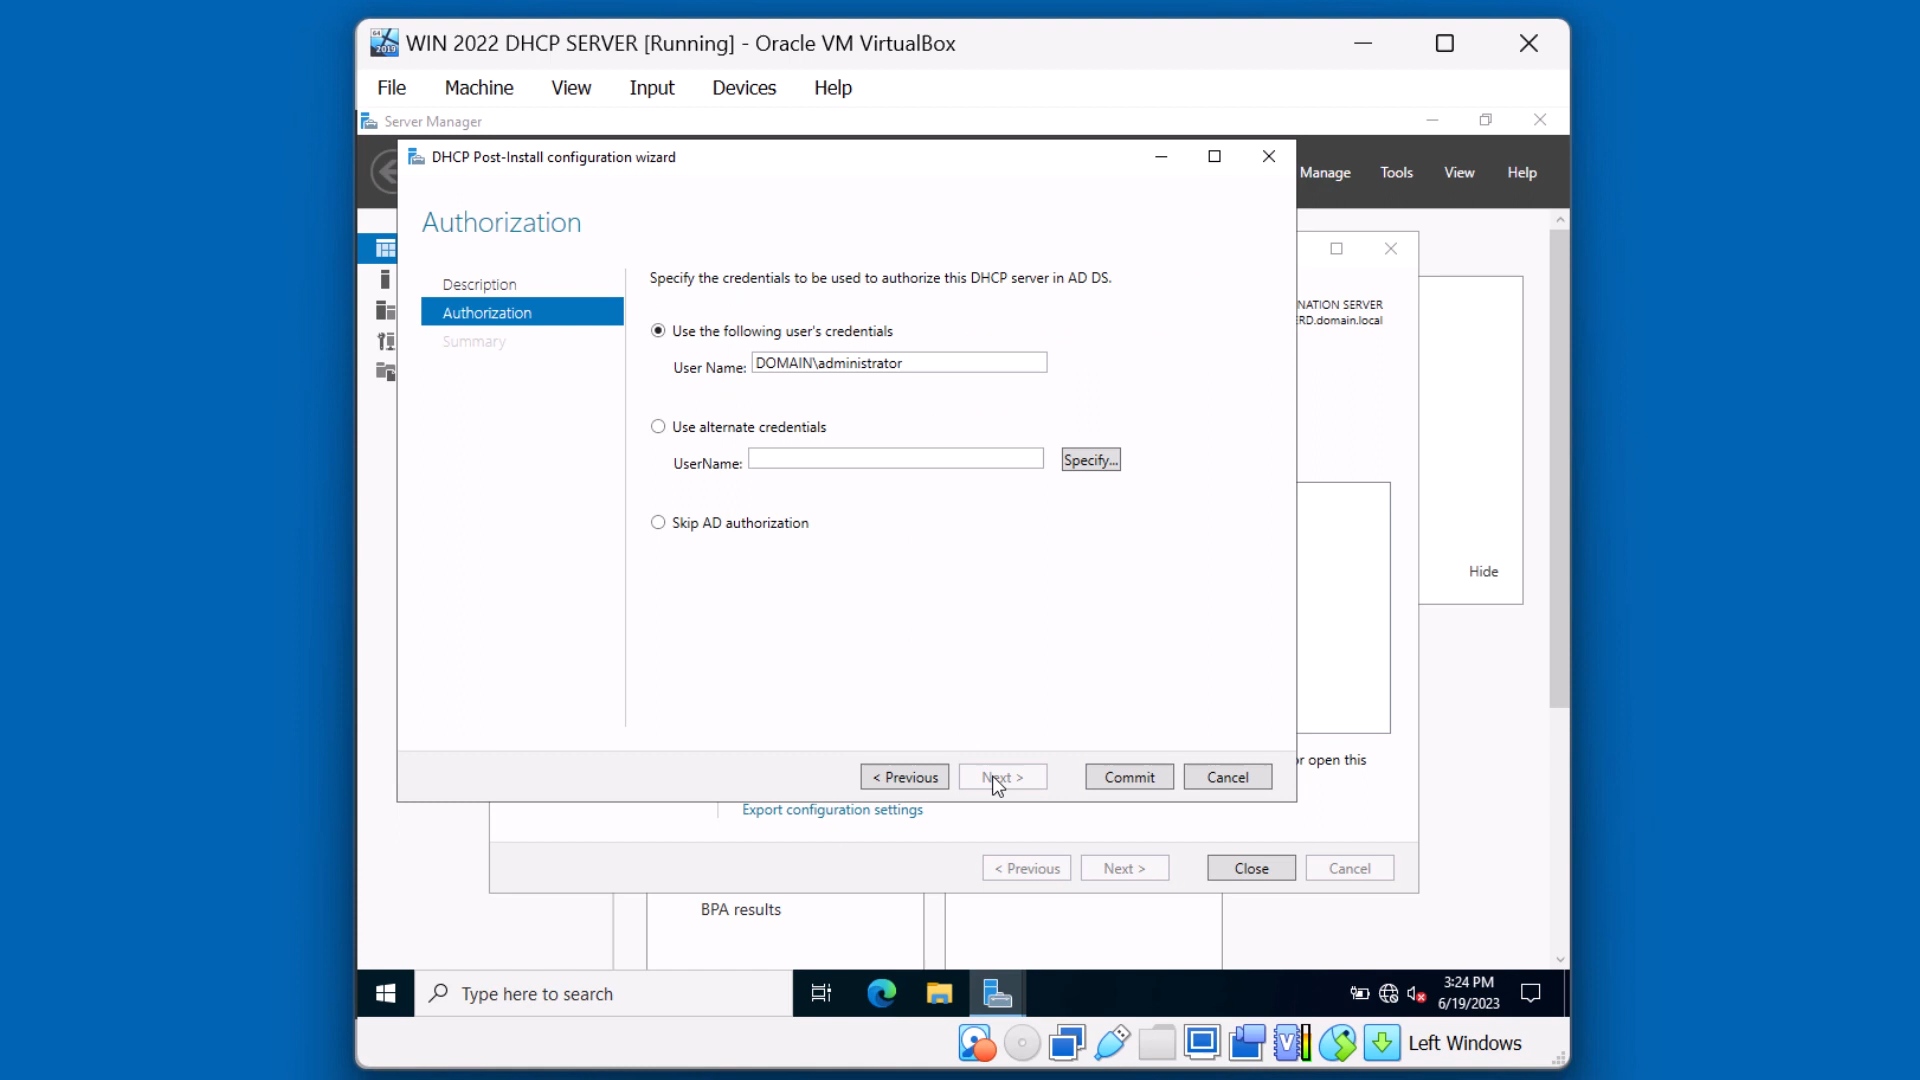 WIN 2022 DHCP SERVER [Running] - Oracle VM VirtualBox
File Machine View Input Devices Help
Server Manager
DHCP Post-Install configuration wizard
Manage Tools View Help
Authorization
Description
Authorization
Summary
Specify the credentials to be used to authorize this DHCP server in AD DS.
Use the following user's credentials
User Name: DOMAIN\administrator
Use alternate credentials
UserName:
Specify...
Skip AD authorization
NATION SERVER
RD.domain.local
Hide
r open this
< Previous Next > Commit Cancel
Export configuration settings
< Previous Next > Close Cancel
BPA results
Type here to search
3:24 PM
6/19/2023
Left Windows